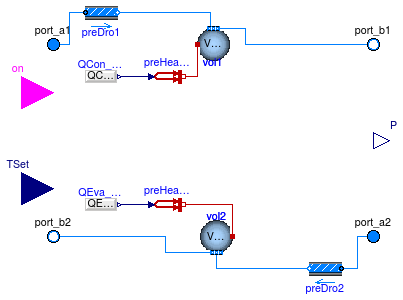 port_a1
preDro1
port_b1
V...
vol1
on
QCon_...
QC...
preHea...
P
TSet
QEva_...
QE...
preHea...
vol2
V...
port_b2
port_a2
preDro2